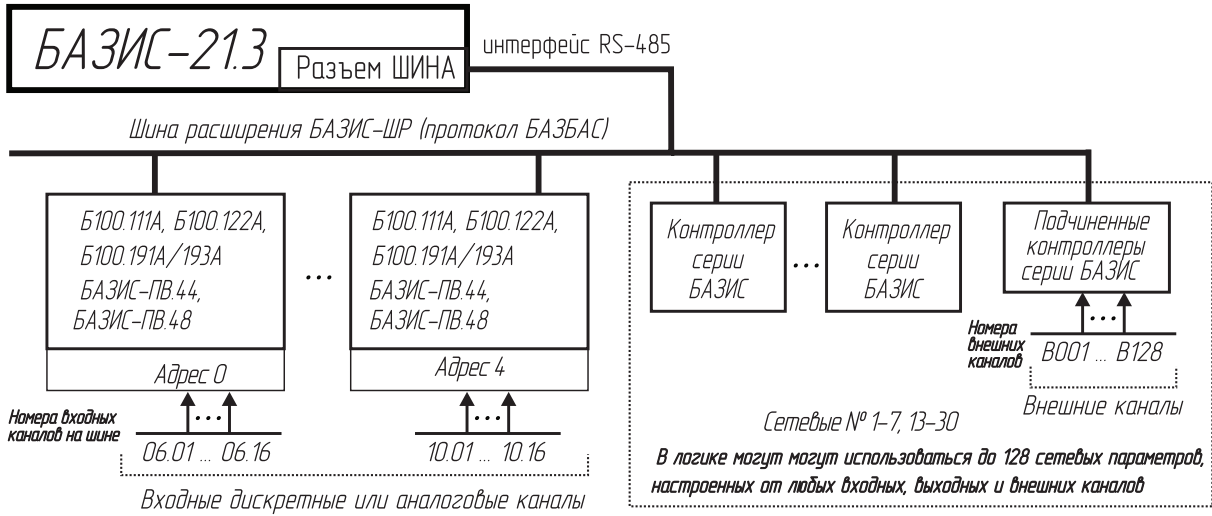 БАЗИС-21.3
Разъем ШИНА
интерфейс RS-485
Шина расширения БАЗИС-ШР (протокол БАЗБАС)
Б100.111А, Б100.122А,
Б100.191А/193А
БАЗИС-ПВ.44,
БАЗИС-ПВ.48
Адрес 0
...
Б100.111А, Б100.122А,
Б100.191А/193А
БАЗИС-ПВ.44,
БАЗИС-ПВ.48
Адрес 4
Номера входных
каналов на шине
...
06.01 ... 06.16
...
10.01 ... 10.16
Входные дискретные или аналоговые каналы
Контроллер
серии
БАЗИС
...
Контроллер
серии
БАЗИС
Подчиненные
контроллеры
серии БАЗИС
...
Номера
внешних
каналов
В001 ... В128
Внешние каналы
Сетевые № 1-7, 13-30
В логике могут могут использоваться до 128 сетевых параметров,
настроенных от любых входных, выходных и внешних каналов